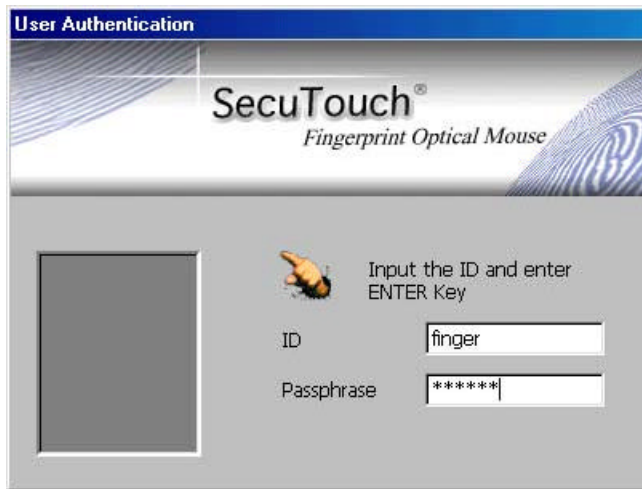 User Authentication
SecuTouch®
Fingerprint Optical Mouse
Input the ID and enter
ENTER Key
ID
finger
Passphrase
******